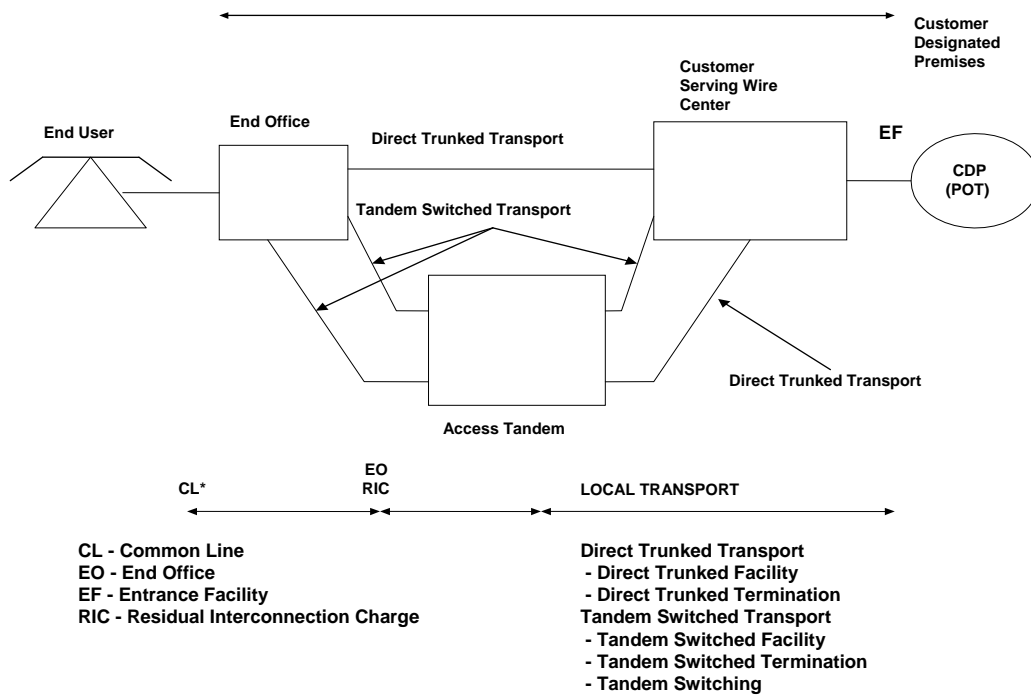 Customer
Designated
Premises
Customer
Serving Wire
Center
End User
End Office
Direct Trunked Transport
EF
CDP
(POT)
Tandem Switched Transport
Direct Trunked Transport
Access Tandem
CL*
EO
RIC
LOCAL TRANSPORT
CL - Common Line
EO - End Office
EF - Entrance Facility
RIC - Residual Interconnection Charge
Direct Trunked Transport
- Direct Trunked Facility
- Direct Trunked Termination
Tandem Switched Transport
- Tandem Switched Facility
- Tandem Switched Termination
- Tandem Switching